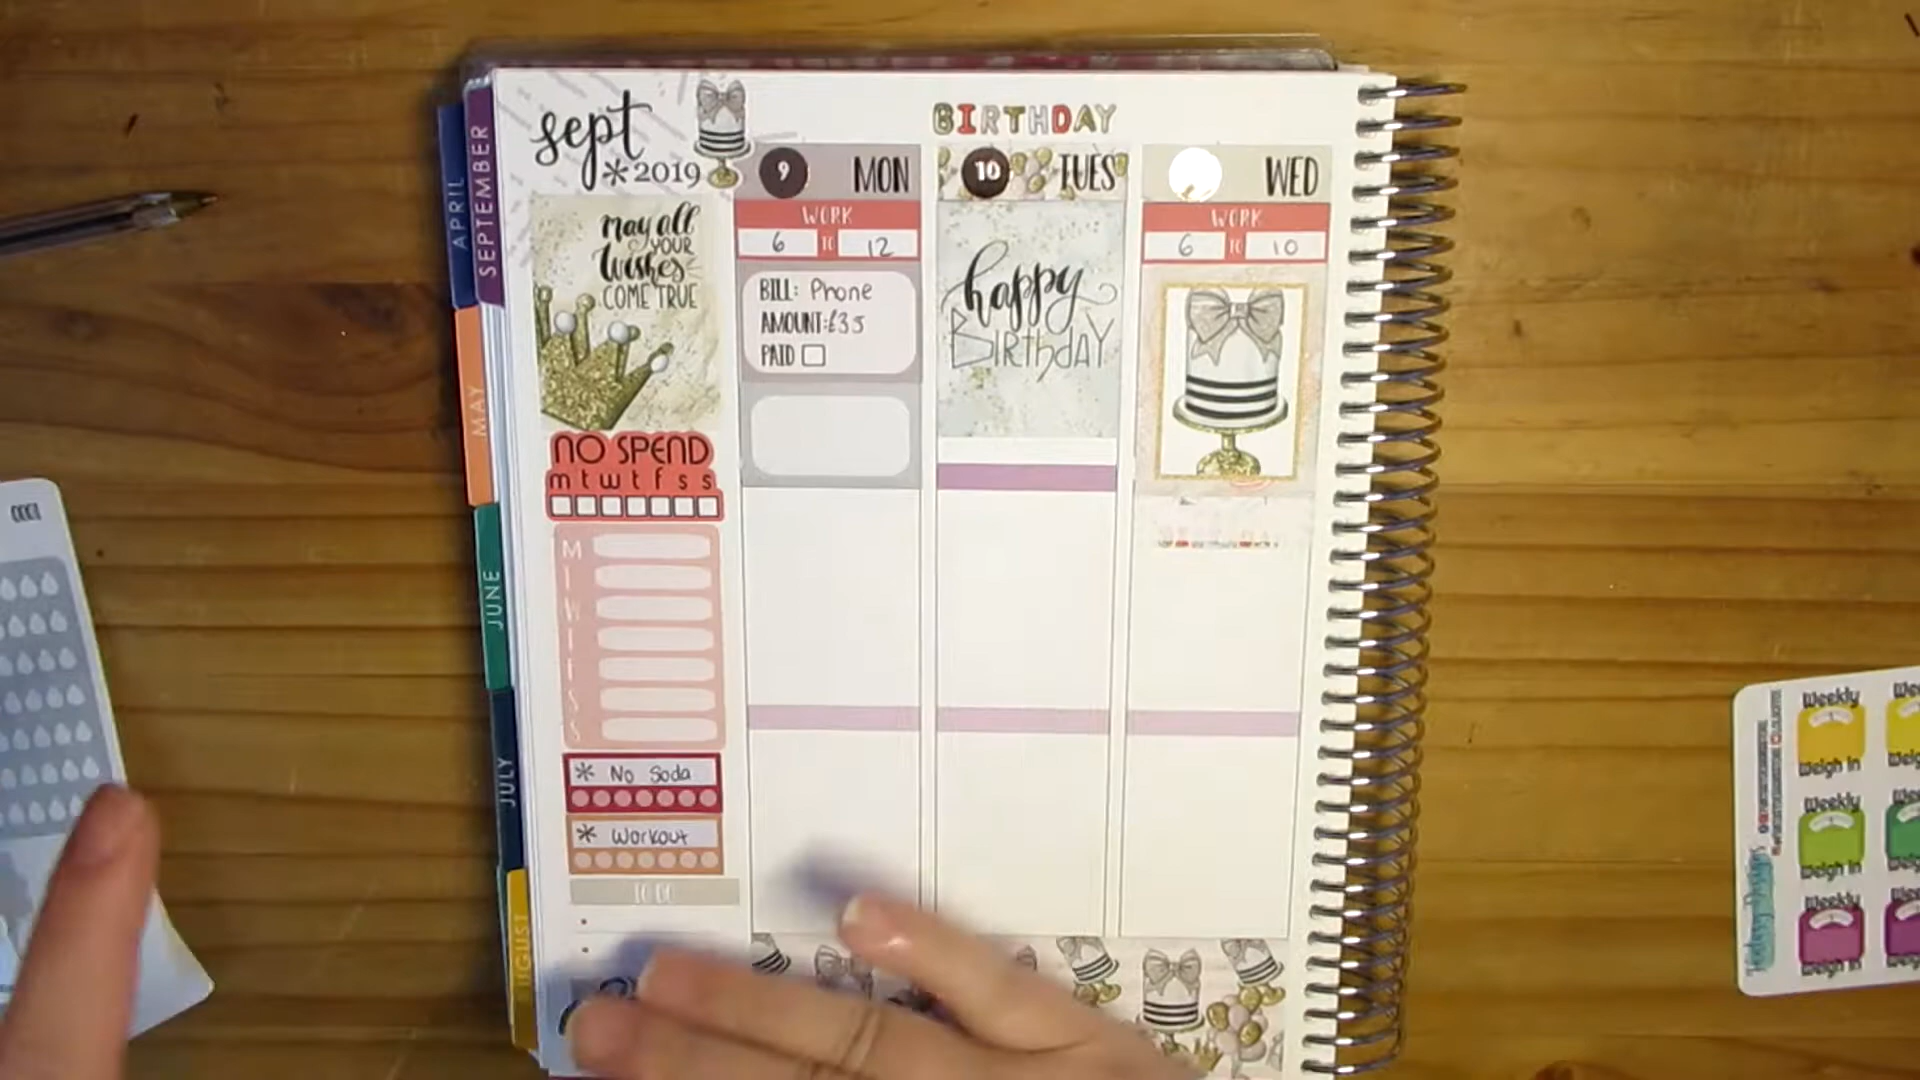 sept
*2019
BIRTHDAY
9 MON
10 TUES
WED
APRIL
SEPTEMBER
MAY
JUNE
JULY
AUGUST
May all
YOUR
Wishes
COME TRUE
NO SPEND
m t w t f s s
M
T
W
T
F
S
S
* No Soda
* Workout
TO DO
WORK
6 TO 12
BILL: Phone
AMOUNT: £35
PAID
happy
BIRTHDAY
WORK
6 TO 10
Weekly
Weigh In
Weekly
Weigh In
Weekly
Weigh In